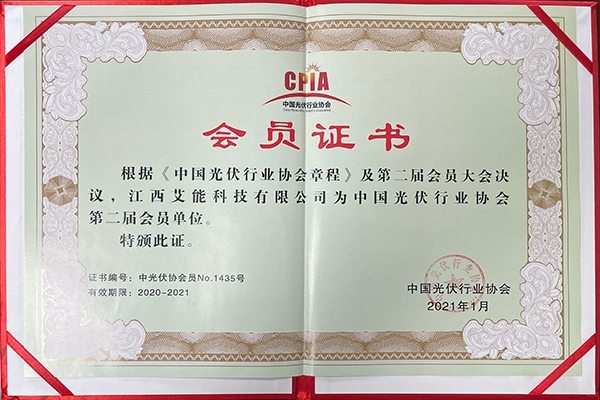 CPIA
中国光伏行业协会
China Photovoltaic Industry Association
会员证书
根据《中国光伏行业协会章程》及第二届会员大会决
议，江西艾能科技有限公司为中国光伏行业协会
第二届会员单位。
特颁此证。
证书编号：中光伏协会员No.1435号
有效期限：2020-2021
中国光伏行业协会
2021年1月